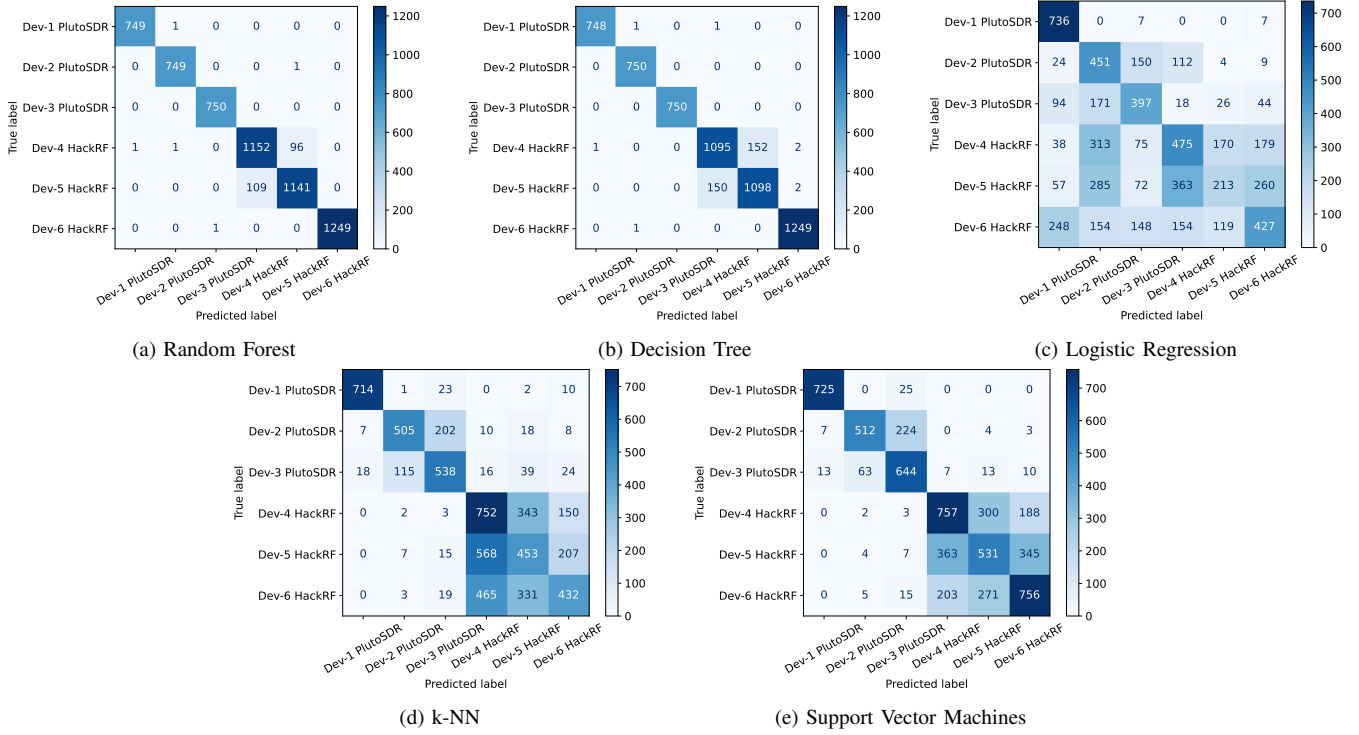 Dev-1 PlutoSDR 749 1 0 0 0 0
Dev-2 PlutoSDR 0 749 0 0 1 0
Dev-3 PlutoSDR 0 0 750 0 0 0
Dev-4 HackRF 1 1 0 1152 96 0
Dev-5 HackRF 0 0 0 109 1141 0
Dev-6 HackRF 0 0 1 0 0 1249
True label
Dev-1 PlutoSDR Dev-2 PlutoSDR Dev-3 PlutoSDR Dev-4 HackRF Dev-5 HackRF Dev-6 HackRF
Predicted label
1200
1000
800
600
400
200
0
(a) Random Forest
Dev-1 PlutoSDR 748 1 0 1 0 0
Dev-2 PlutoSDR 0 750 0 0 0 0
Dev-3 PlutoSDR 0 0 750 0 0 0
Dev-4 HackRF 1 0 0 1095 152 2
Dev-5 HackRF 0 0 0 150 1098 2
Dev-6 HackRF 0 1 0 0 0 1249
True label
Dev-1 PlutoSDR Dev-2 PlutoSDR Dev-3 PlutoSDR Dev-4 HackRF Dev-5 HackRF Dev-6 HackRF
Predicted label
1200
1000
800
600
400
200
0
(b) Decision Tree
Dev-1 PlutoSDR 736 0 7 0 0 7
Dev-2 PlutoSDR 24 451 150 112 4 9
Dev-3 PlutoSDR 94 171 397 18 26 44
Dev-4 HackRF 38 313 75 475 170 179
Dev-5 HackRF 57 285 72 363 213 260
Dev-6 HackRF 248 154 148 154 119 427
True label
Dev-1 PlutoSDR Dev-2 PlutoSDR Dev-3 PlutoSDR Dev-4 HackRF Dev-5 HackRF Dev-6 HackRF
Predicted label
700
600
500
400
300
200
100
0
(c) Logistic Regression
Dev-1 PlutoSDR 714 1 23 0 2 10
Dev-2 PlutoSDR 7 505 202 10 18 8
Dev-3 PlutoSDR 18 115 538 16 39 24
Dev-4 HackRF 0 2 3 752 343 150
Dev-5 HackRF 0 7 15 568 453 207
Dev-6 HackRF 0 3 19 465 331 432
True label
Dev-1 PlutoSDR Dev-2 PlutoSDR Dev-3 PlutoSDR Dev-4 HackRF Dev-5 HackRF Dev-6 HackRF
Predicted label
700
600
500
400
300
200
100
0
(d) k-NN
Dev-1 PlutoSDR 725 0 25 0 0 0
Dev-2 PlutoSDR 7 512 224 0 4 3
Dev-3 PlutoSDR 13 63 644 7 13 10
Dev-4 HackRF 0 2 3 757 300 188
Dev-5 HackRF 0 4 7 363 531 345
Dev-6 HackRF 0 5 15 203 271 756
True label
Dev-1 PlutoSDR Dev-2 PlutoSDR Dev-3 PlutoSDR Dev-4 HackRF Dev-5 HackRF Dev-6 HackRF
Predicted label
700
600
500
400
300
200
100
0
(e) Support Vector Machines